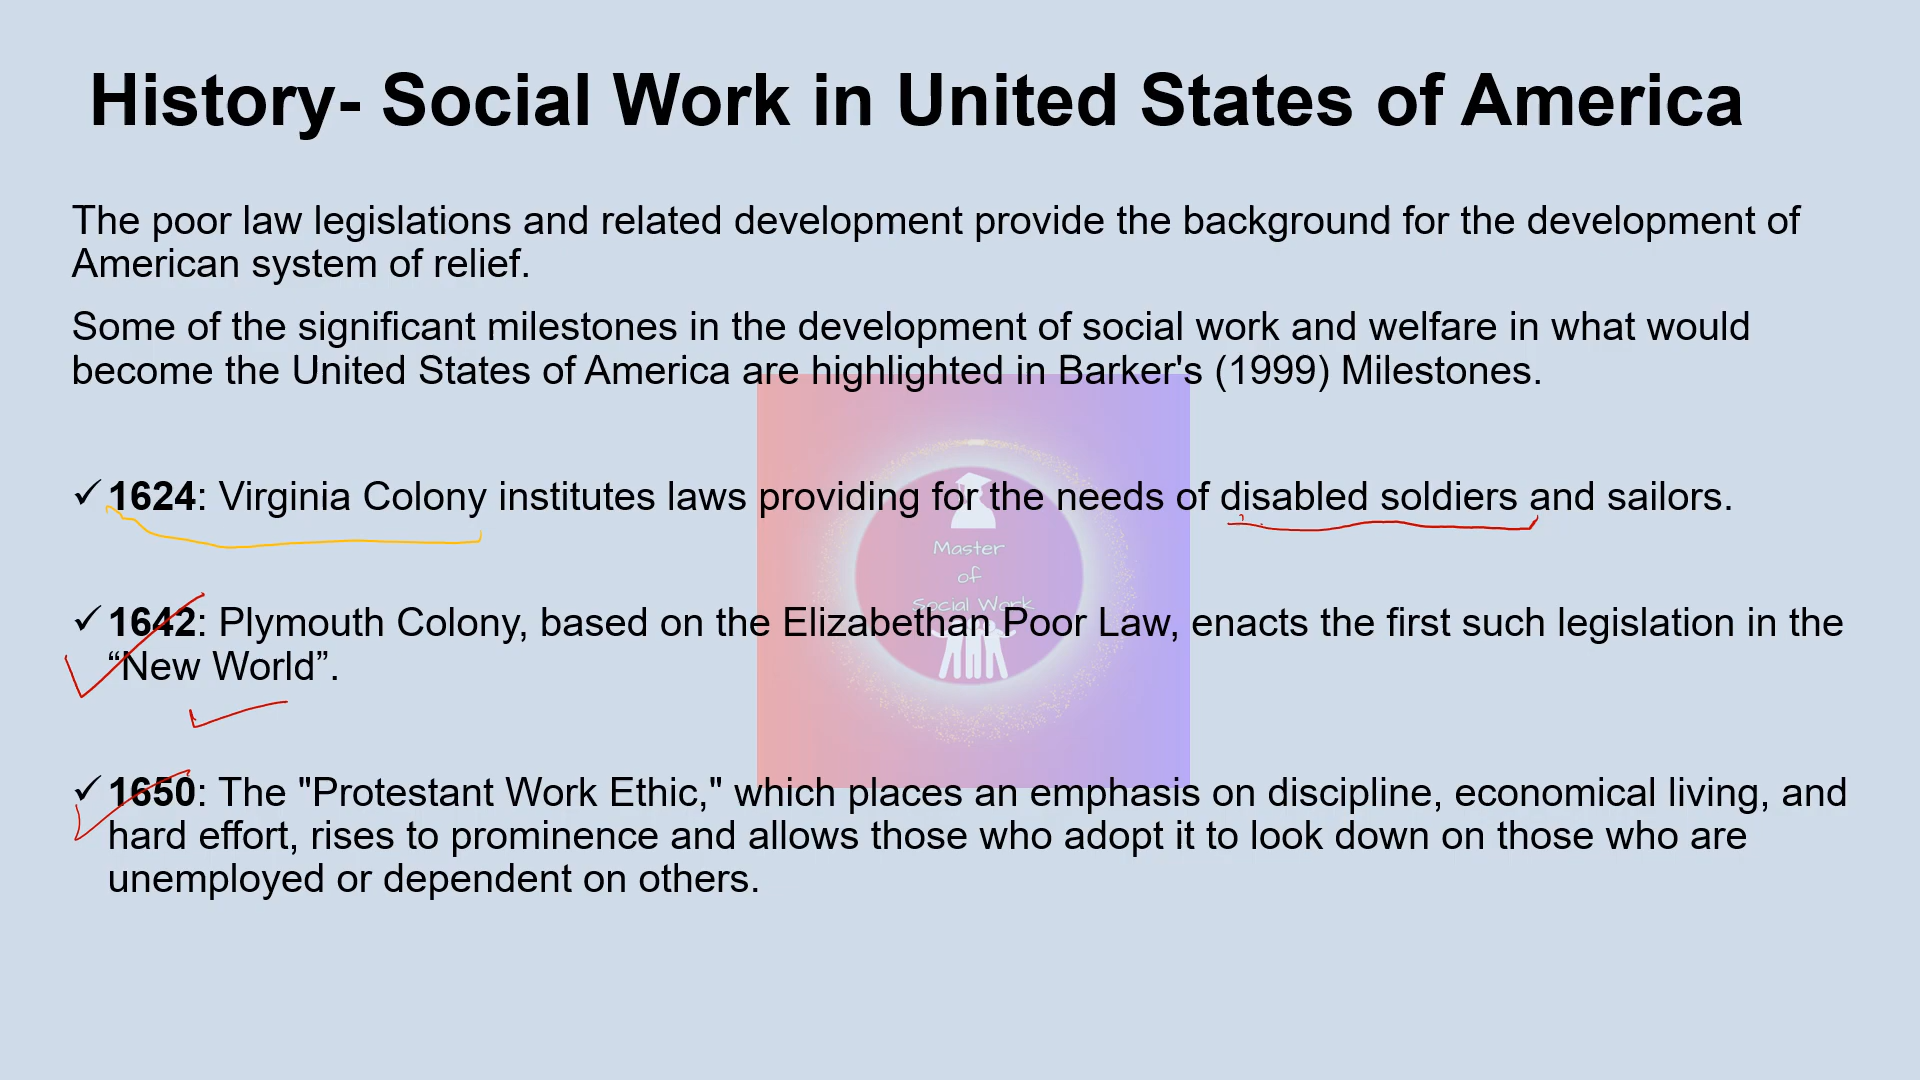 History- Social Work in United States of America
The poor law legislations and related development provide the background for the development of
American system of relief.
Some of the significant milestones in the development of social work and welfare in what would
become the United States of America are highlighted in Barker's (1999) Milestones.
✓ 1624: Virginia Colony institutes laws providing for the needs of disabled soldiers and sailors.
Master
of
Social Work
✓ 1642: Plymouth Colony, based on the Elizabethan Poor Law, enacts the first such legislation in the
“New World”.
✓ 1650: The "Protestant Work Ethic," which places an emphasis on discipline, economical living, and
hard effort, rises to prominence and allows those who adopt it to look down on those who are
unemployed or dependent on others.